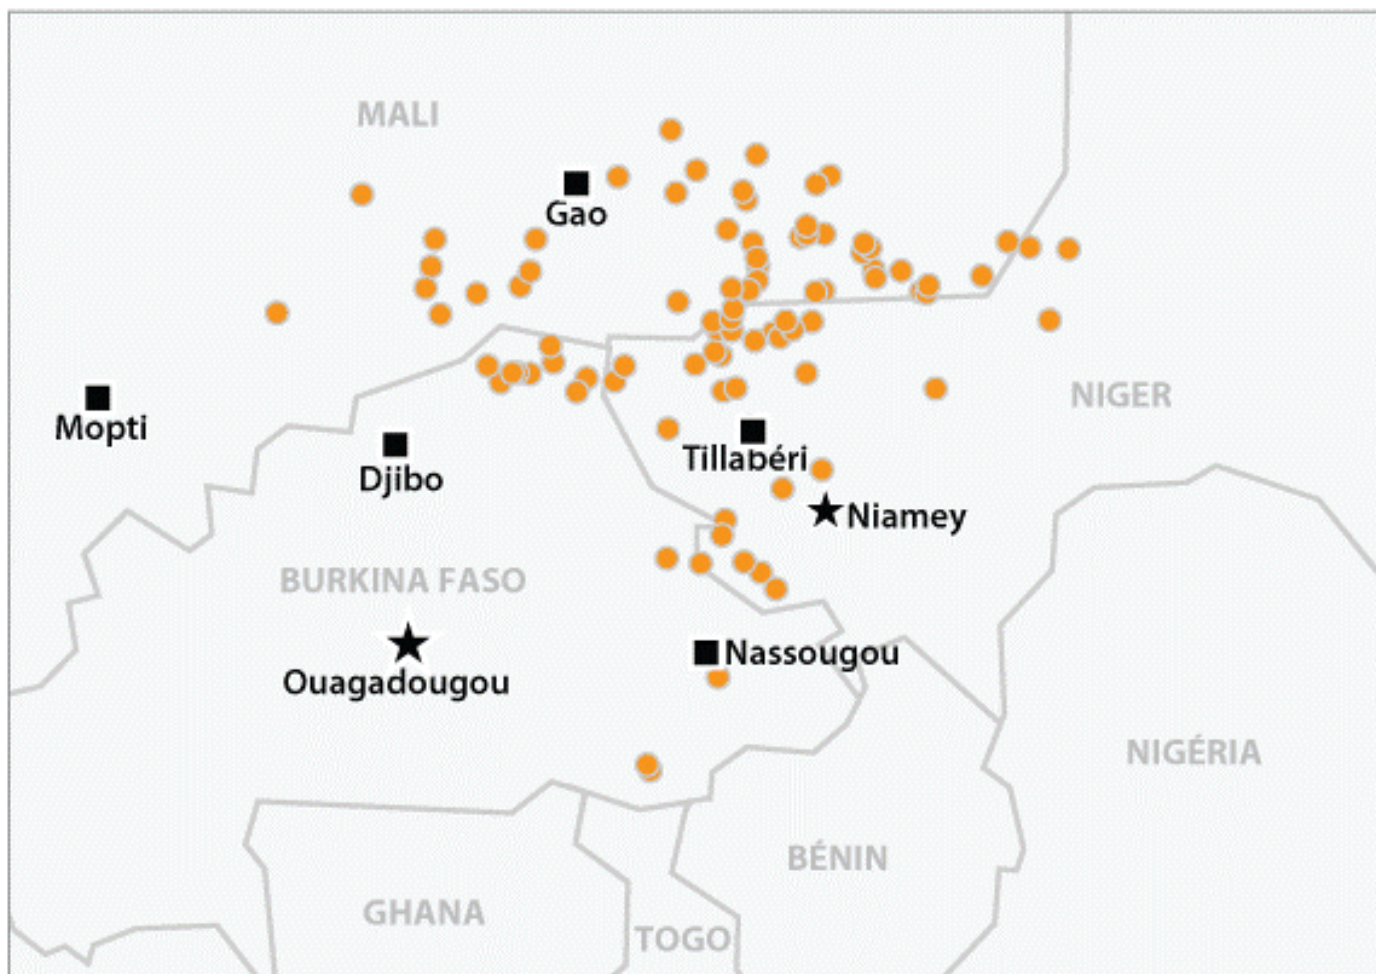 MALI
Gao
NIGER
Mopti
Tillabéri
Djibo
Niamey
BURKINA FASO
Nassougou
Ouagadougou
NIGÉRIA
BÉNIN
GHANA
TOGO